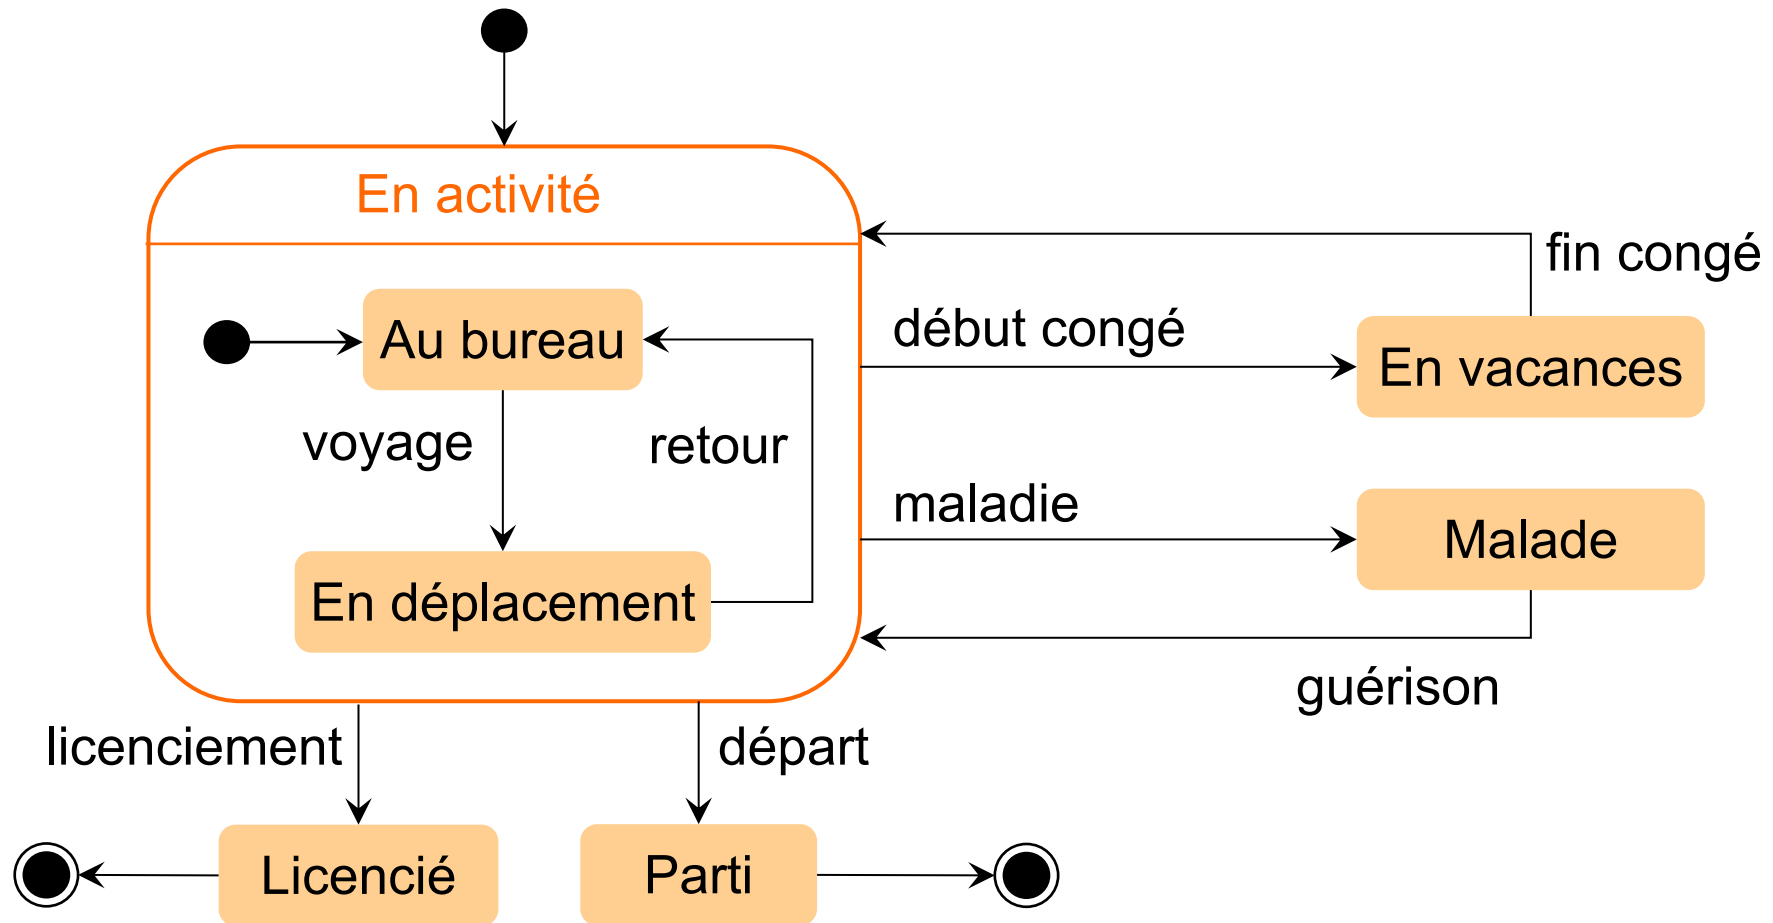 En activité
fin congé
Au bureau
début congé
En vacances
voyage
retour
maladie
Malade
En déplacement
guérison
licenciement
départ
Licencié
Parti